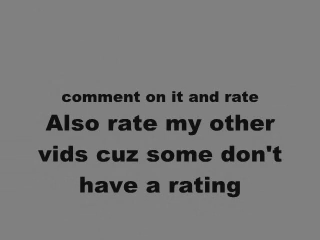 comment on it and rate
Also rate my other
vids cuz some don't
have a rating